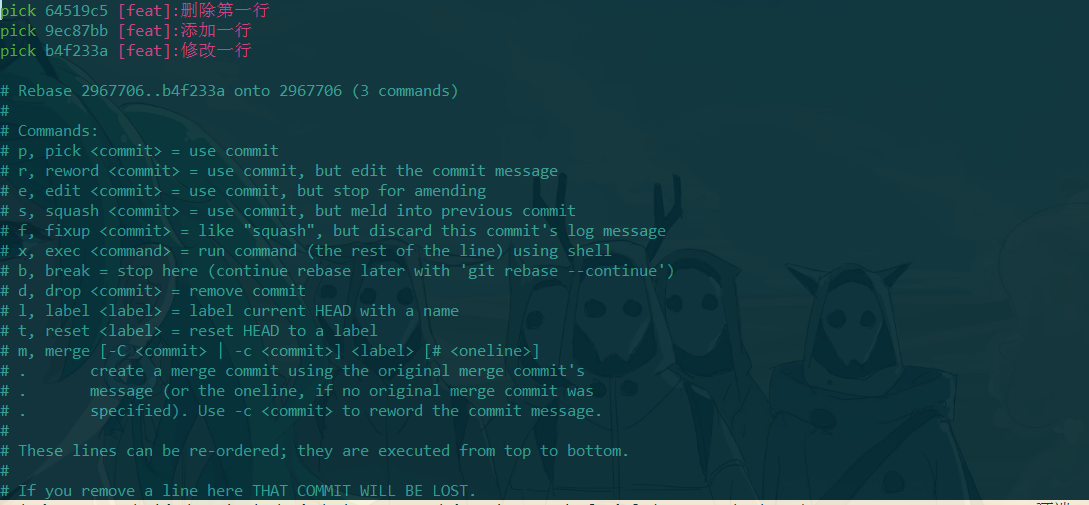 pick 64519c5 [feat]:删除第一行
pick 9ec87bb [feat]:添加一行
pick b4f233a [feat]:修改一行
# Rebase 2967706..b4f233a onto 2967706 (3 commands)
#
# Commands:
# p, pick <commit> = use commit
# r, reword <commit> = use commit, but edit the commit message
# e, edit <commit> = use commit, but stop for amending
# s, squash <commit> = use commit, but meld into previous commit
# f, fixup <commit> = like "squash", but discard this commit's log message
# x, exec <command> = run command (the rest of the line) using shell
# b, break = stop here (continue rebase later with 'git rebase --continue')
# d, drop <commit> = remove commit
# l, label <label> = label current HEAD with a name
# t, reset <label> = reset HEAD to a label
# m, merge [-C <commit> | -c <commit>] <label> [# <oneline>]
# .       create a merge commit using the original merge commit's
# .       message (or the oneline, if no original merge commit was
# .       specified). Use -c <commit> to reword the commit message.
#
# These lines can be re-ordered; they are executed from top to bottom.
#
# If you remove a line here THAT COMMIT WILL BE LOST.